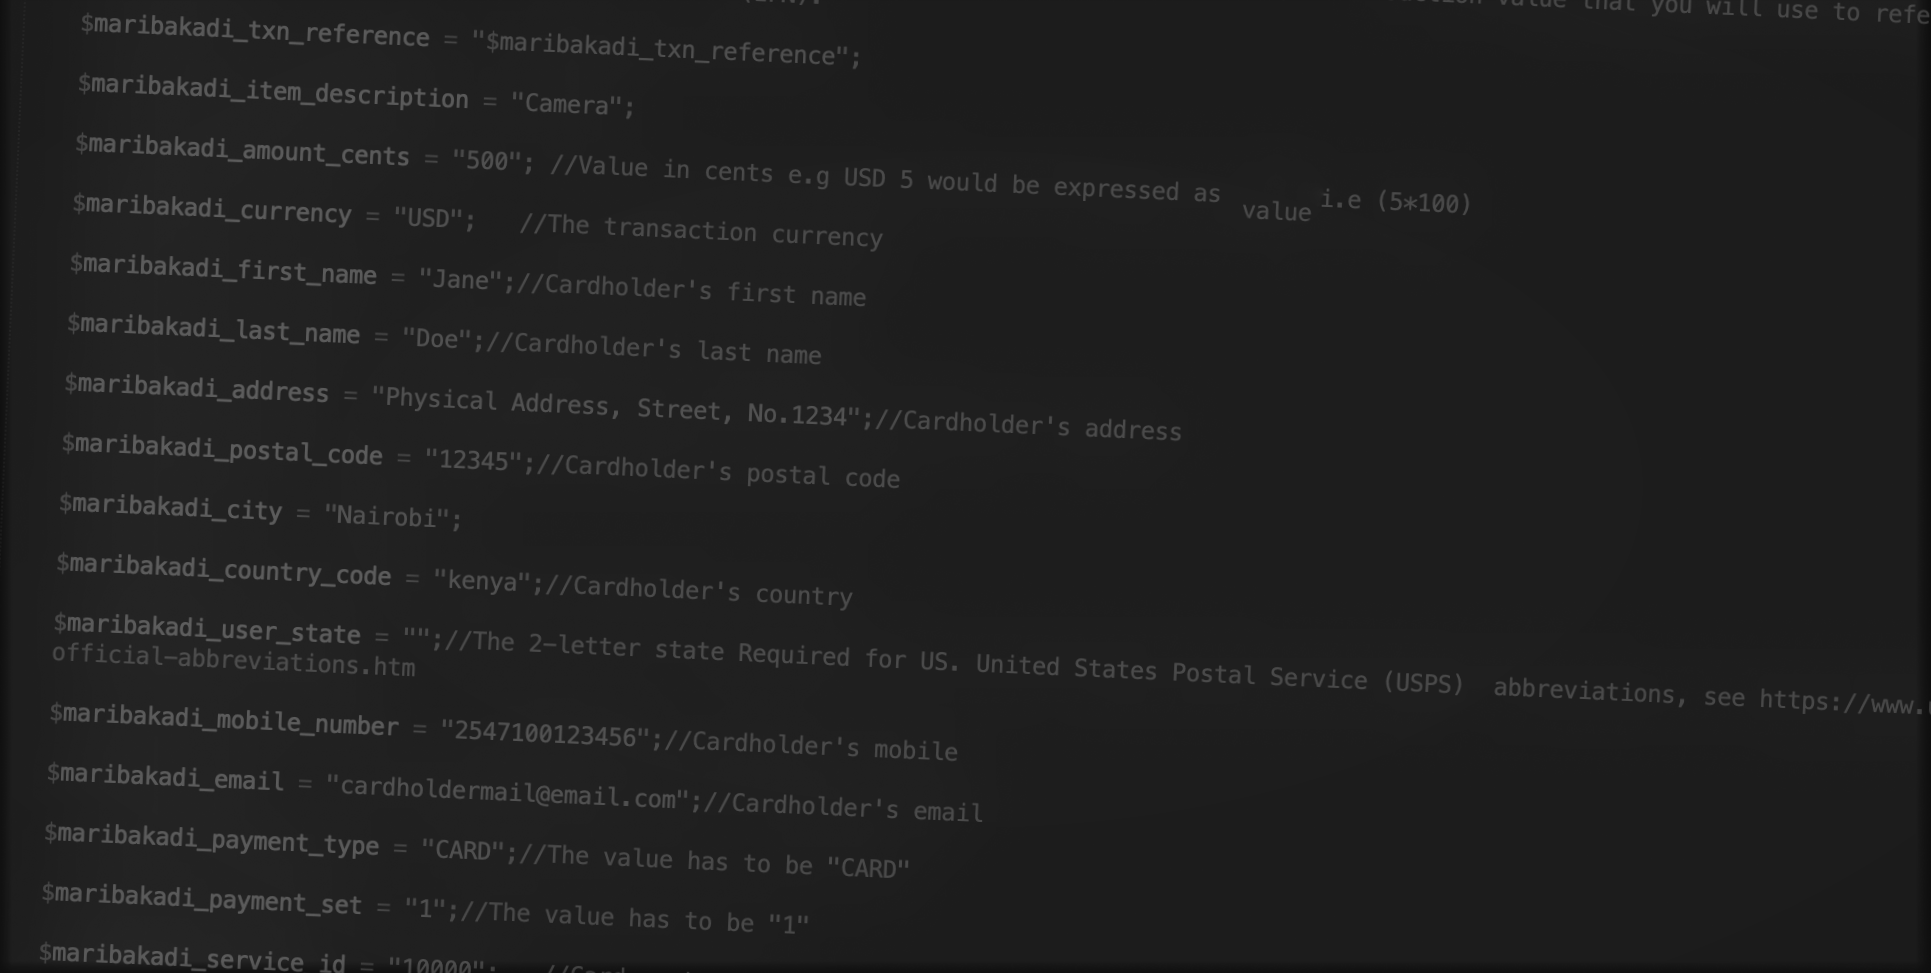 ction value that you will use to refe
$maribakadi_txn_reference = "$maribakadi_txn_reference";
$maribakadi_item_description = "Camera";
$maribakadi_amount_cents = "500"; //Value in cents e.g USD 5 would be expressed as value i.e (5*100)
$maribakadi_currency = "USD"; //The transaction currency
$maribakadi_first_name = "Jane";//Cardholder's first name
$maribakadi_last_name = "Doe";//Cardholder's last name
$maribakadi_address = "Physical Address, Street, No.1234";//Cardholder's address
$maribakadi_postal_code = "12345";//Cardholder's postal code
$maribakadi_city = "Nairobi";
$maribakadi_country_code = "kenya";//Cardholder's country
$maribakadi_user_state = "";//The 2-letter state Required for US. United States Postal Service (USPS) abbreviations, see https://www.
official-abbreviations.htm
$maribakadi_mobile_number = "2547100123456";//Cardholder's mobile
$maribakadi_email = "cardholdermail@email.com";//Cardholder's email
$maribakadi_payment_type = "CARD";//The value has to be "CARD"
$maribakadi_payment_set = "1";//The value has to be "1"
$maribakadi_service_id = "10000";